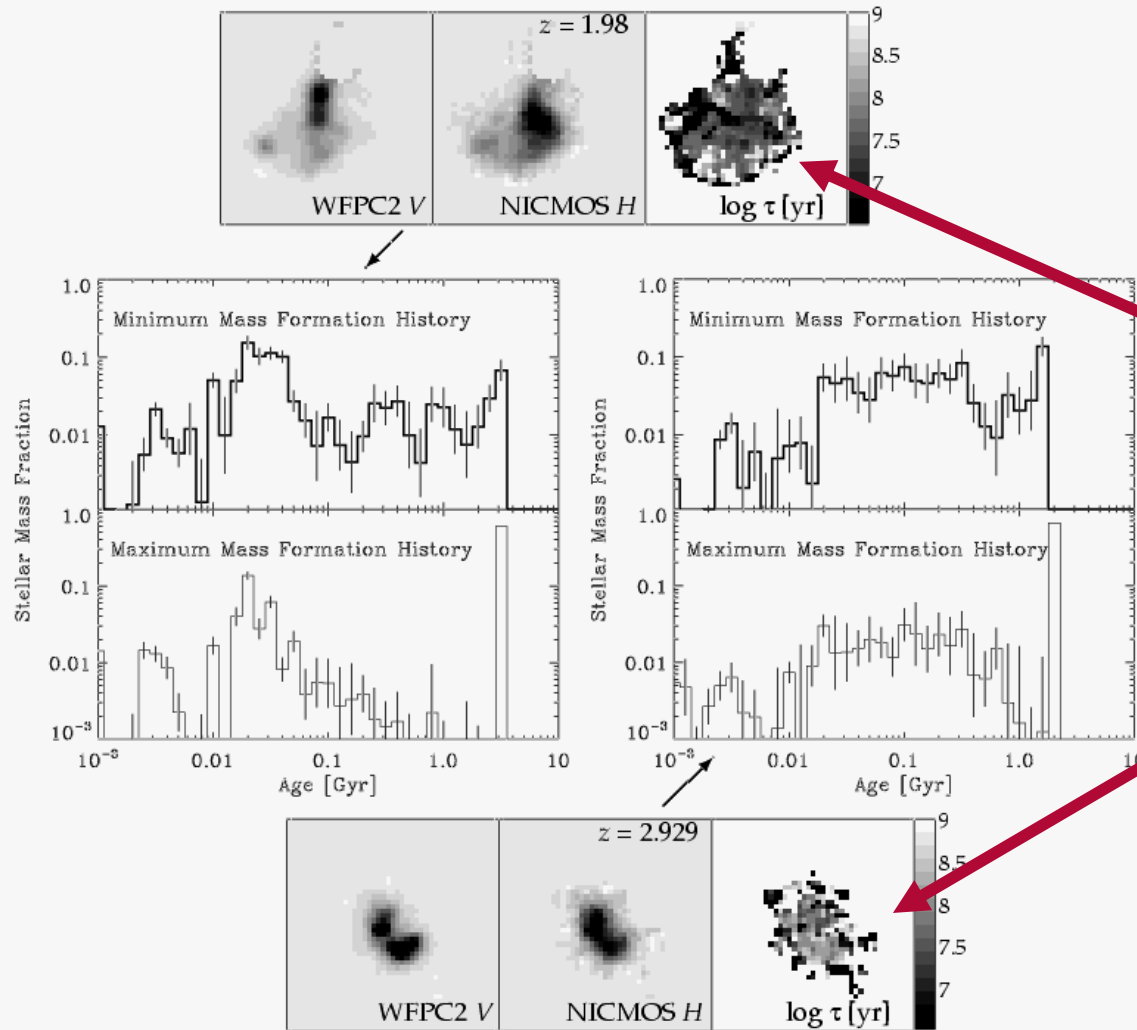 z = 1.98
WFPC2 V
NICMOS H
log τ [yr]
9
8.5
8
7.5
7
1.0
0.1
0.01
Minimum Mass Formation History
1.0
0.1
0.01
10⁻³
Maximum Mass Formation History
Stellar Mass Fraction
10⁻³
0.01
0.1
1.0
10
Age [Gyr]
1.0
0.1
0.01
Minimum Mass Formation History
1.0
0.1
0.01
10⁻³
Maximum Mass Formation History
Stellar Mass Fraction
10⁻³
0.01
0.1
1.0
10
Age [Gyr]
z = 2.929
WFPC2 V
NICMOS H
log τ [yr]
9
8.5
8
7.5
7